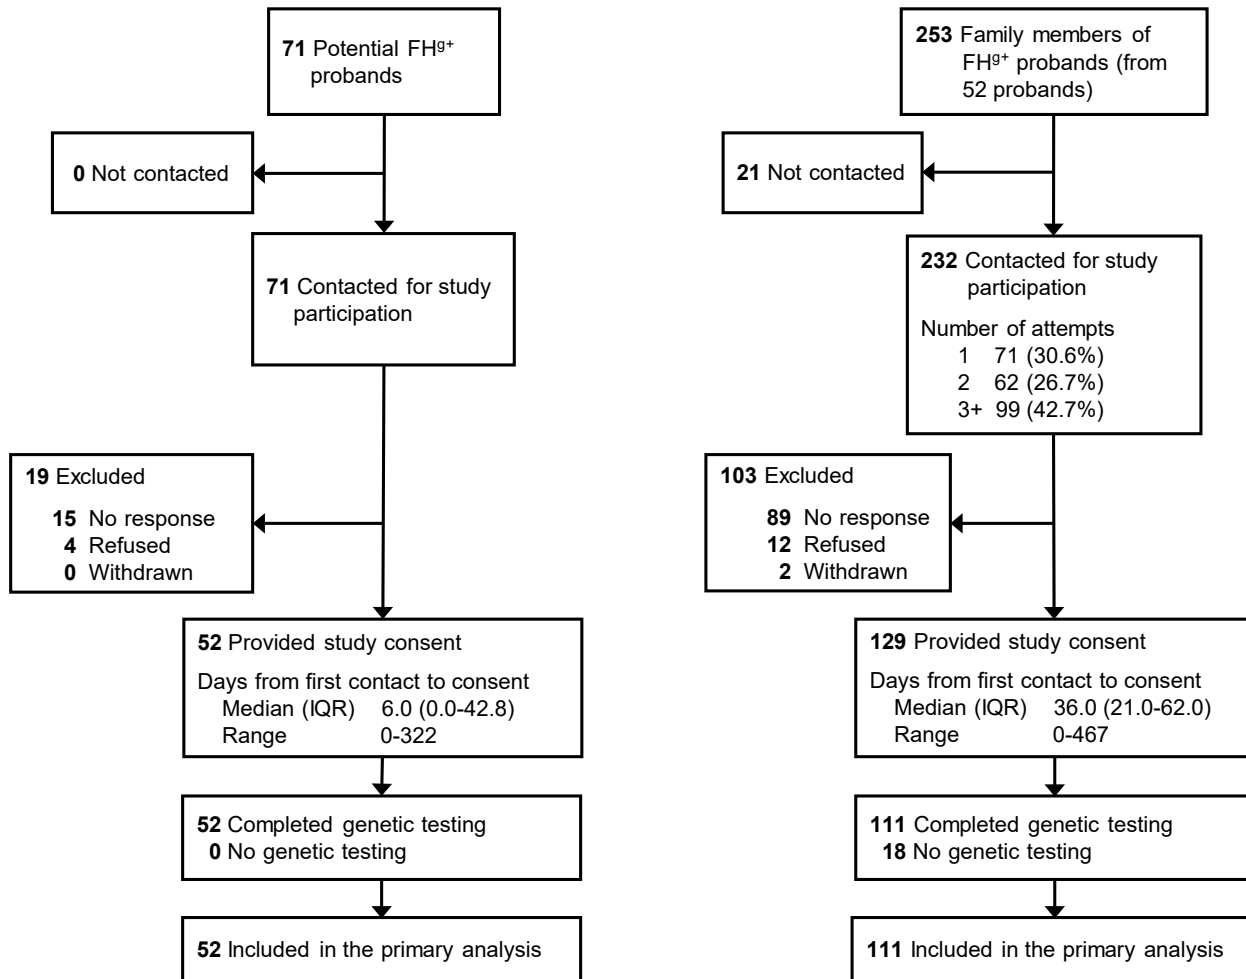 71 Potential FHg+
probands
0 Not contacted
71 Contacted for study
participation
19 Excluded
15 No response
4 Refused
0 Withdrawn
52 Provided study consent
Days from first contact to consent
Median (IQR) 6.0 (0.0-42.8)
Range 0-322
52 Completed genetic testing
0 No genetic testing
52 Included in the primary analysis
253 Family members of
FHg+ probands (from
52 probands)
21 Not contacted
232 Contacted for study
participation
Number of attempts
1 71 (30.6%)
2 62 (26.7%)
3+ 99 (42.7%)
103 Excluded
89 No response
12 Refused
2 Withdrawn
129 Provided study consent
Days from first contact to consent
Median (IQR) 36.0 (21.0-62.0)
Range 0-467
111 Completed genetic testing
18 No genetic testing
111 Included in the primary analysis